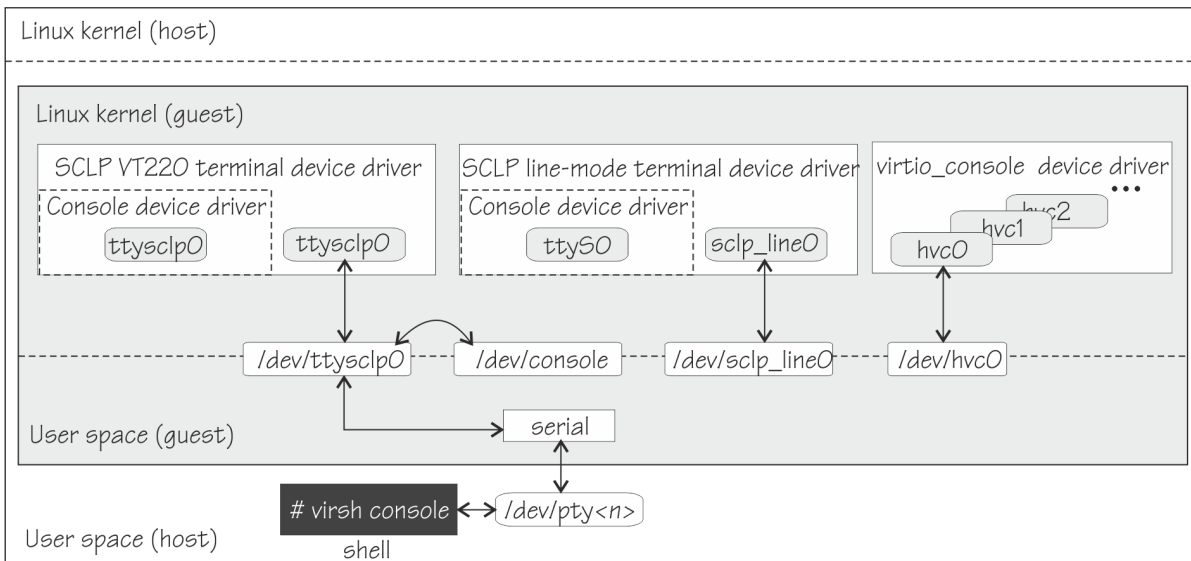 Linux kernel (host)
Linux kernel (guest)
SCLP VT220 terminal device driver
Console device driver
ttysclp0
ttysclp0
SCLP line-mode terminal device driver
Console device driver
ttyS0
sclp_line0
virtio_console device driver
...
hvc2
hvc1
hvc0
/dev/ttysclp0
/dev/console
/dev/sclp_line0
/dev/hvc0
User space (guest)
serial
# virsh console
/dev/pty<n>
shell
User space (host)